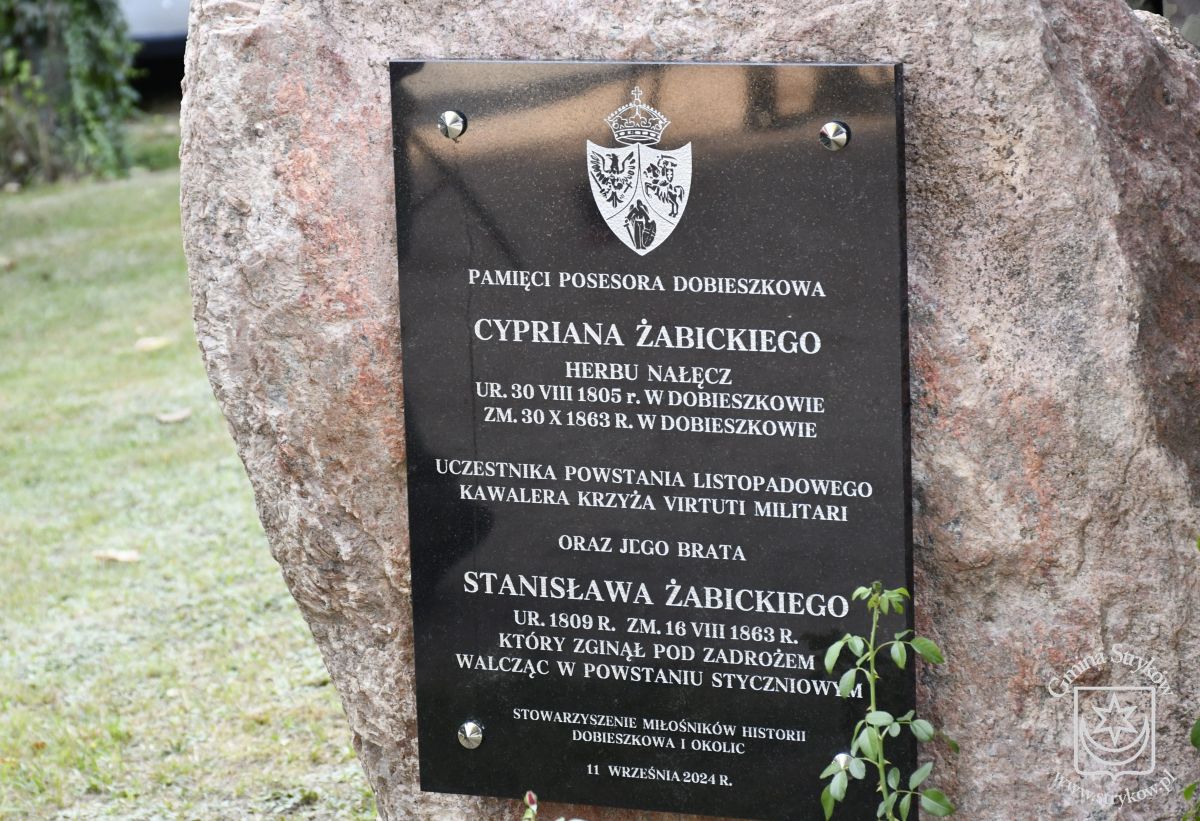 PAMIĘCI POSESORA DOBIESZKOWA
CYPRIANA ŻABICKIEGO
HERBU NAŁĘCZ
UR. 30 VIII 1805 r. W DOBIESZKOWIE
ZM. 30 X 1863 R. W DOBIESZKOWIE
UCZESTNIKA POWSTANIA LISTOPADOWEGO
KAWALERA KRZYŻA VIRTUTI MILITARI
ORAZ JEGO BRATA
STANISŁAWA ŻABICKIEGO
UR. 1809 R. ZM. 16 VIII 1863 R.
KTÓRY ZGINĄŁ POD ZADROŻEM
WALCZĄC W POWSTANIU STYCZNIOWYM
STOWARZYSZENIE MIŁOŚNIKÓW HISTORII
DOBIESZKOWA I OKOLIC
11 WRZEŚNIA 2024 R.
Gmina Stryków
www.strykow.pl